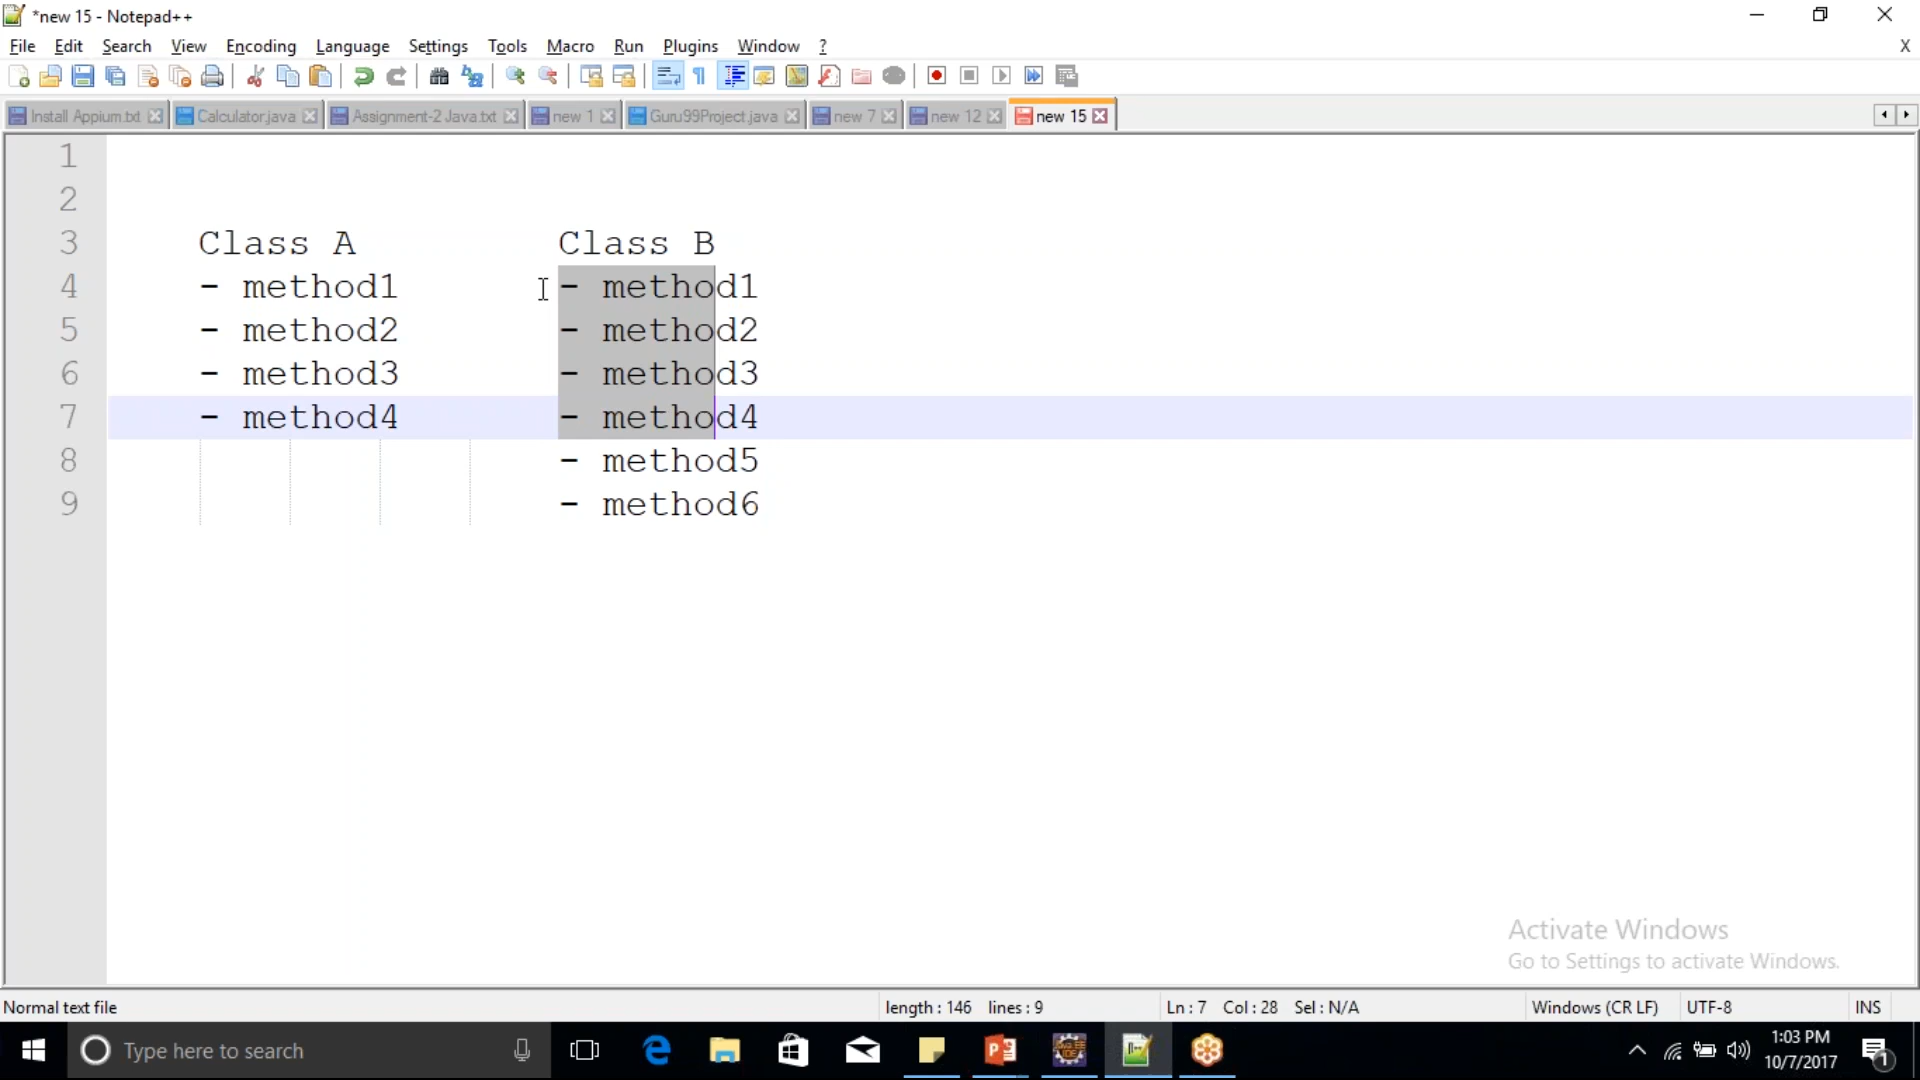 *new 15 - Notepad++
File Edit Search View Encoding Language Settings Tools Macro Run Plugins Window ? X
Install Appium.txt Calculator.java Assignment-2 Java.txt new 1 Guru99Project.java new 7 new 12 new 15
1
2
3 Class A Class B
4 - method1 - method1
5 - method2 - method2
6 - method3 - method3
7 - method4 - method4
8 - method5
9 - method6
Activate Windows
Go to Settings to activate Windows.
Normal text file length : 146 lines : 9 Ln : 7 Col : 28 Sel : N/A Windows (CR LF) UTF-8 INS
Type here to search 1:03 PM
10/7/2017 1